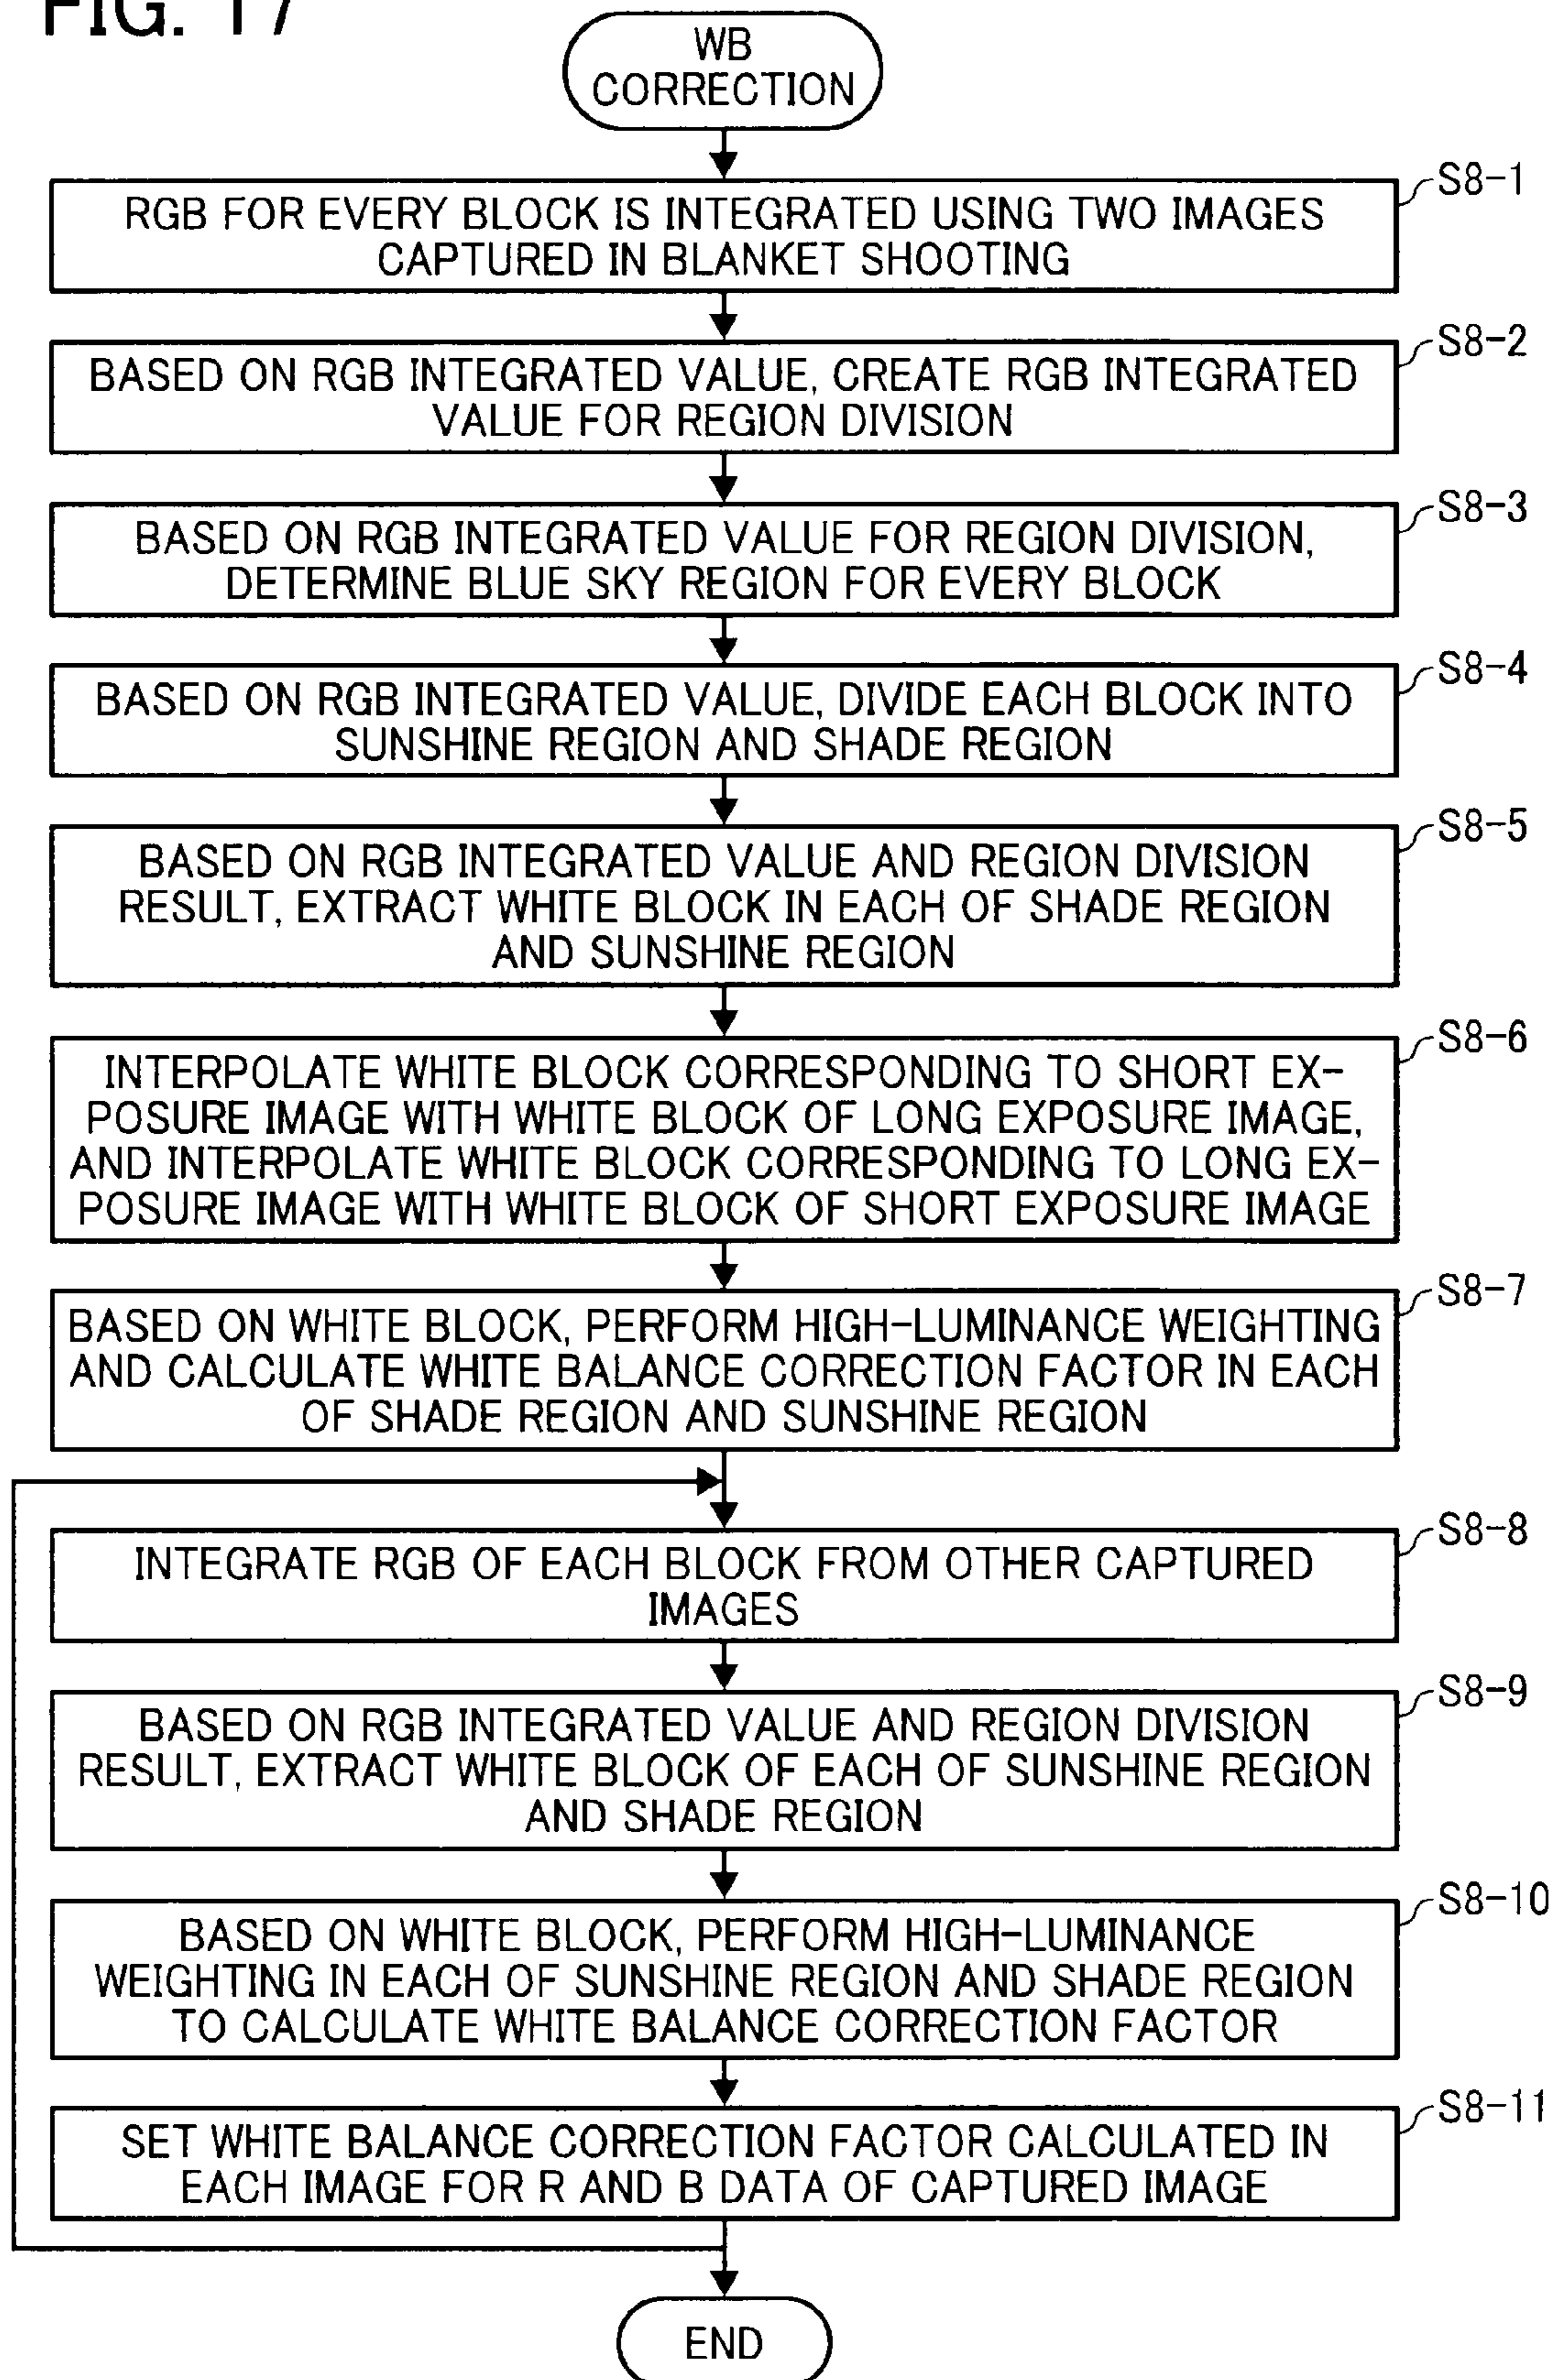 FIG. 17
WB
CORRECTION
S8-1
RGB FOR EVERY BLOCK IS INTEGRATED USING TWO IMAGES
CAPTURED IN BLANKET SHOOTING
S8-2
BASED ON RGB INTEGRATED VALUE, CREATE RGB INTEGRATED
VALUE FOR REGION DIVISION
S8-3
BASED ON RGB INTEGRATED VALUE FOR REGION DIVISION,
DETERMINE BLUE SKY REGION FOR EVERY BLOCK
S8-4
BASED ON RGB INTEGRATED VALUE, DIVIDE EACH BLOCK INTO
SUNSHINE REGION AND SHADE REGION
S8-5
BASED ON RGB INTEGRATED VALUE AND REGION DIVISION
RESULT, EXTRACT WHITE BLOCK IN EACH OF SHADE REGION
AND SUNSHINE REGION
S8-6
INTERPOLATE WHITE BLOCK CORRESPONDING TO SHORT EX-
POSURE IMAGE WITH WHITE BLOCK OF LONG EXPOSURE IMAGE,
AND INTERPOLATE WHITE BLOCK CORRESPONDING TO LONG EX-
POSURE IMAGE WITH WHITE BLOCK OF SHORT EXPOSURE IMAGE
S8-7
BASED ON WHITE BLOCK, PERFORM HIGH-LUMINANCE WEIGHTING
AND CALCULATE WHITE BALANCE CORRECTION FACTOR IN EACH
OF SHADE REGION AND SUNSHINE REGION
S8-8
INTEGRATE RGB OF EACH BLOCK FROM OTHER CAPTURED
IMAGES
S8-9
BASED ON RGB INTEGRATED VALUE AND REGION DIVISION
RESULT, EXTRACT WHITE BLOCK OF EACH OF SUNSHINE REGION
AND SHADE REGION
S8-10
BASED ON WHITE BLOCK, PERFORM HIGH-LUMINANCE
WEIGHTING IN EACH OF SUNSHINE REGION AND SHADE REGION
TO CALCULATE WHITE BALANCE CORRECTION FACTOR
S8-11
SET WHITE BALANCE CORRECTION FACTOR CALCULATED IN
EACH IMAGE FOR R AND B DATA OF CAPTURED IMAGE
END